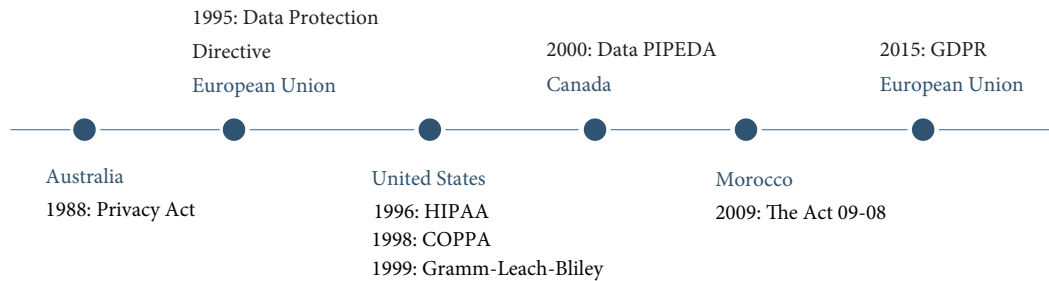 1995: Data Protection
Directive
European Union
2000: Data PIPEDA
Canada
2015: GDPR
European Union
Australia
1988: Privacy Act
United States
1996: HIPAA
1998: COPPA
1999: Gramm-Leach-Bliley
Morocco
2009: The Act 09-08